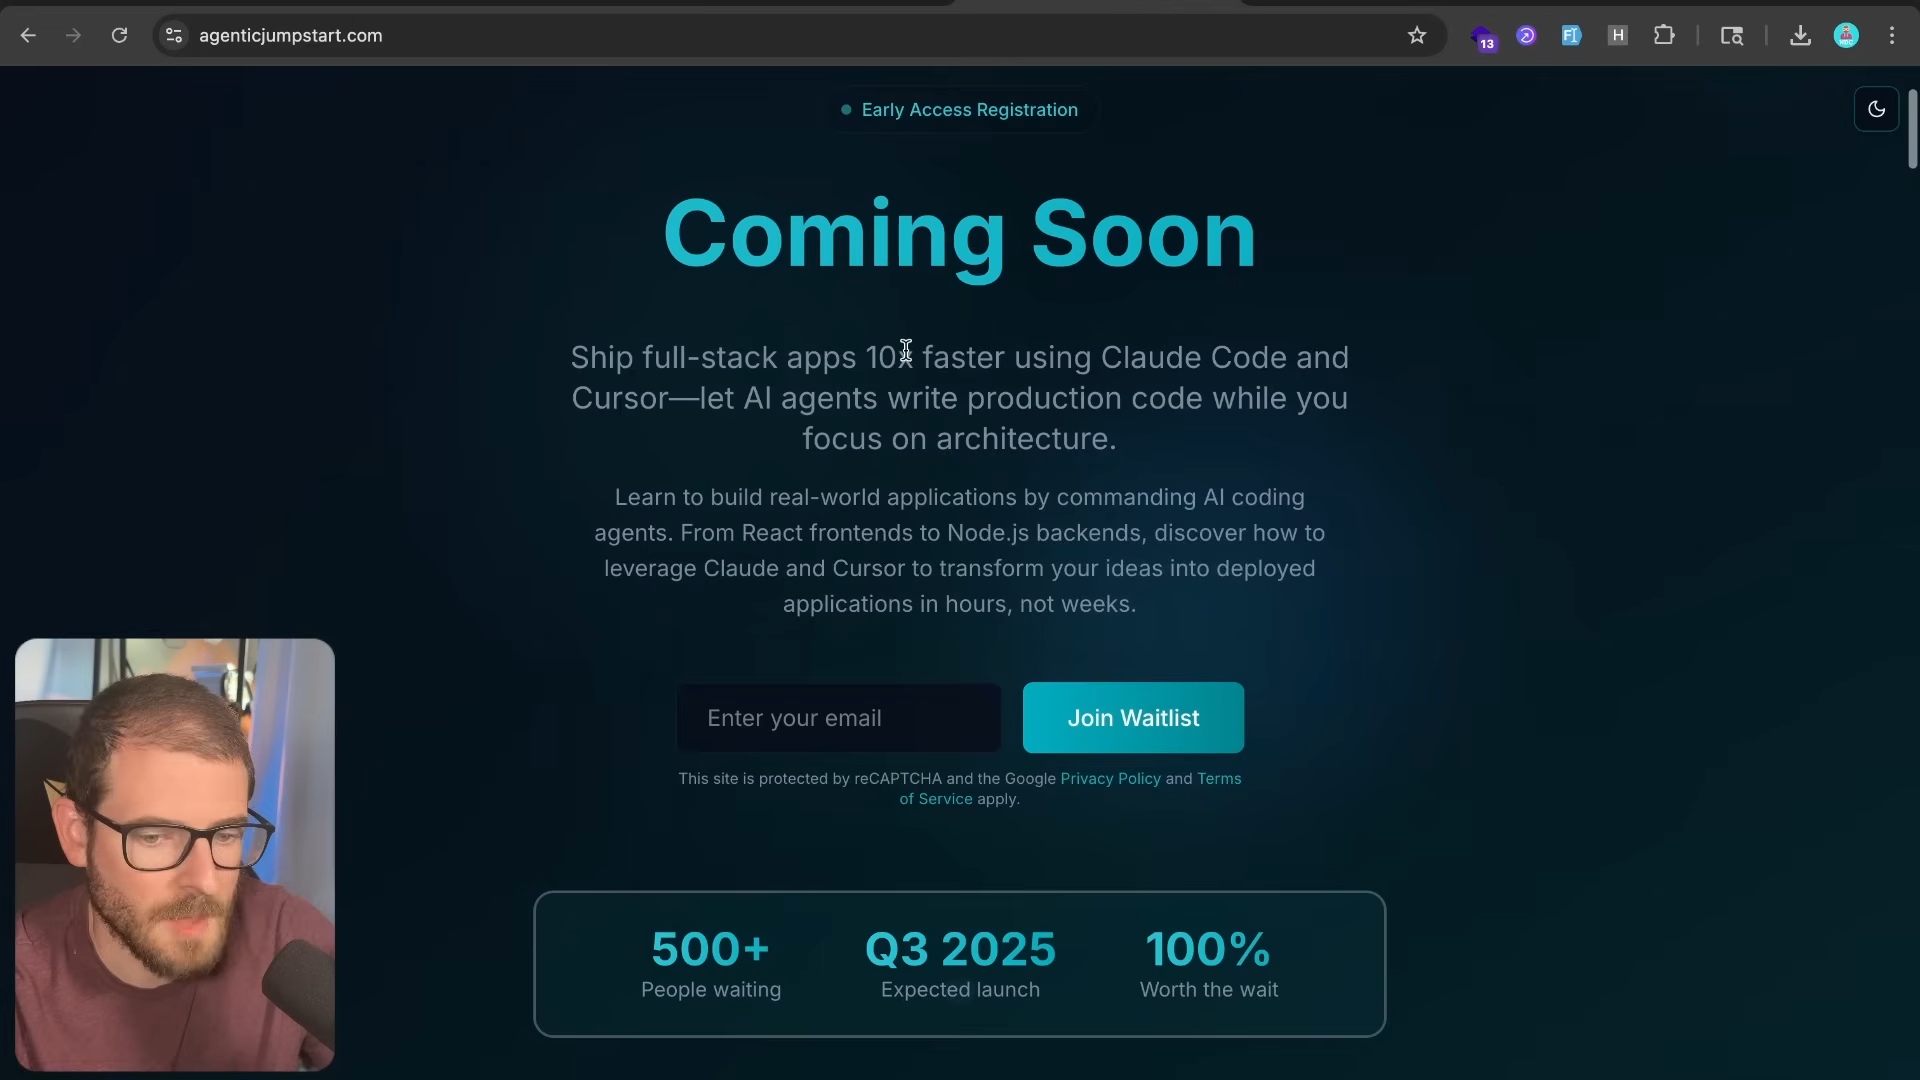 agenticjumpstart.com
13
H
Early Access Registration
Coming Soon
Ship full-stack apps 10x faster using Claude Code and
Cursor—let AI agents write production code while you
focus on architecture.
Learn to build real-world applications by commanding AI coding
agents. From React frontends to Node.js backends, discover how to
leverage Claude and Cursor to transform your ideas into deployed
applications in hours, not weeks.
Enter your email
Join Waitlist
This site is protected by reCAPTCHA and the Google Privacy Policy and Terms
of Service apply.
500+ Q3 2025 100%
People waiting Expected launch Worth the wait